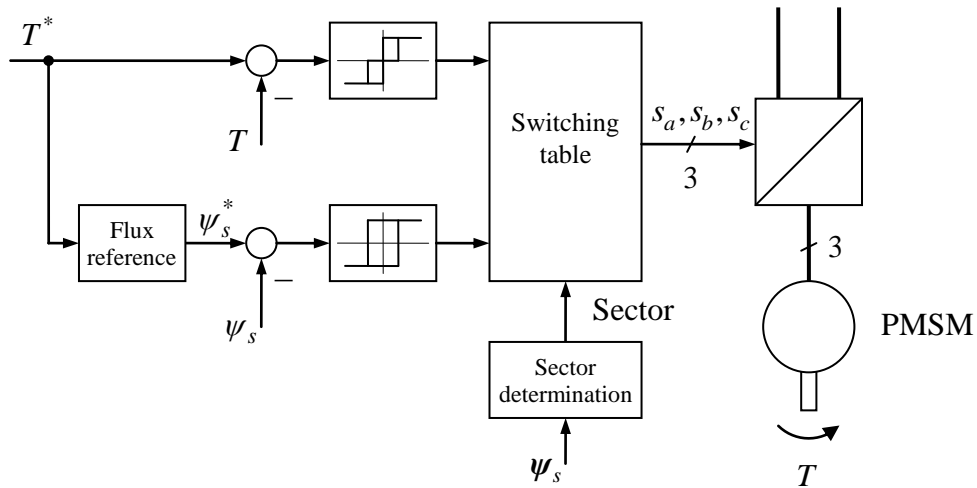 T*
T
−
Switching
table
s_a, s_b, s_c
3
Flux
reference
ψ_s*
−
ψ_s
3
Sector
PMSM
Sector
determination
ψ_s
T